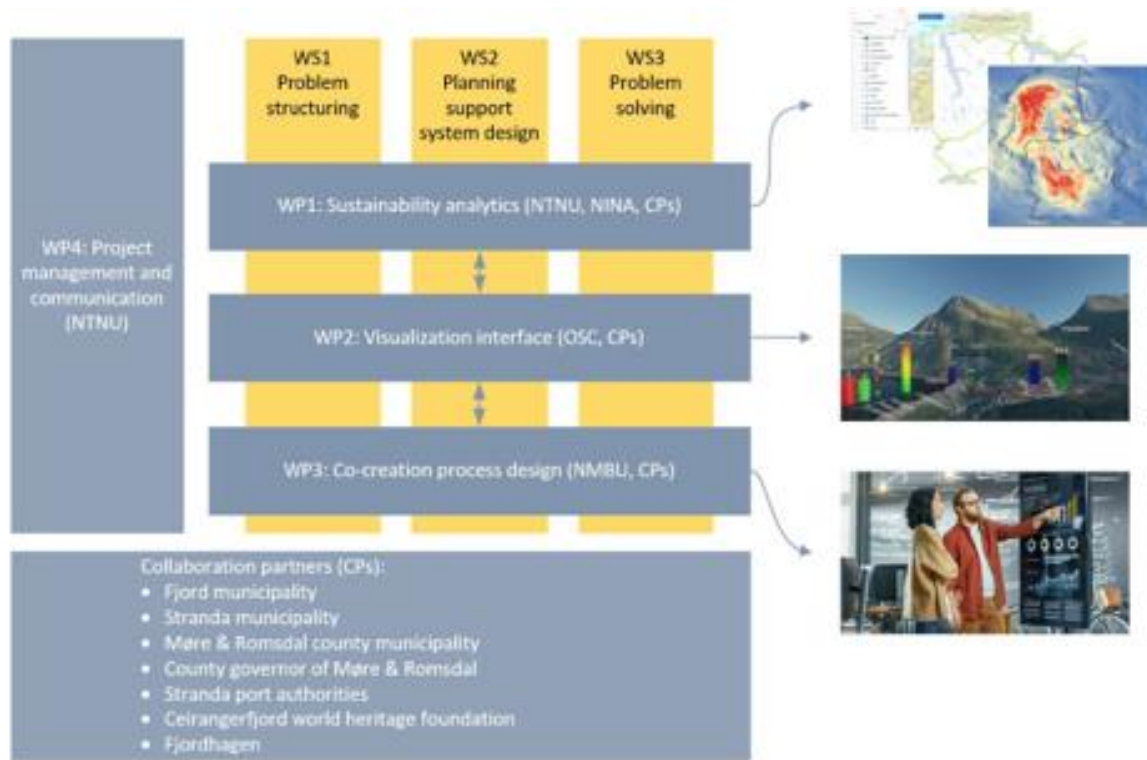 WS1
Problem
structuring
WS2
Planning
support
system design
WS3
Problem
solving
WP4: Project
management and
communication
(NTNU)
WP1: Sustainability analytics (NTNU, NINA, CPs)
WP2: Visualization interface (OSC, CPs)
WP3: Co-creation process design (NMBU, CPs)
Collaboration partners (CPs):
• Fjord municipality
• Stranda municipality
• Møre & Romsdal county municipality
• County governor of Møre & Romsdal
• Stranda port authorities
• Ceirangerfjord world heritage foundation
• Fjordhagen